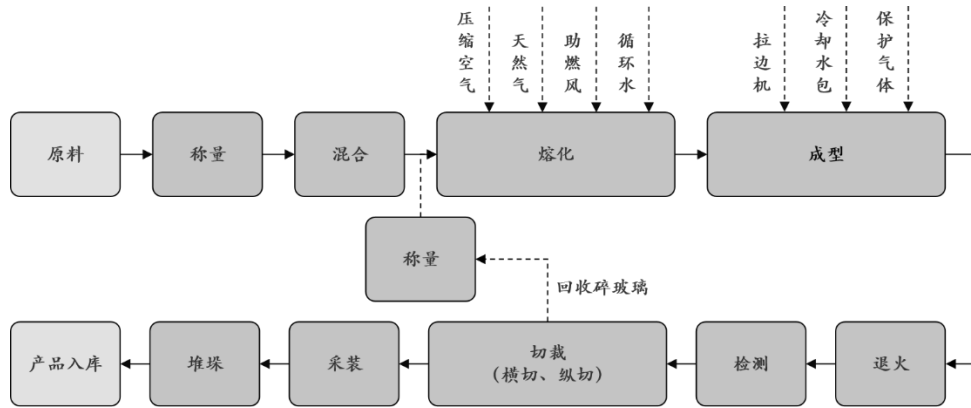 压缩空气
天然气
助燃风
循环水
拉边机
冷却水包
保护气体
原料
称量
混合
熔化
成型
称量
回收碎玻璃
产品入库
堆垛
采装
切裁
(横切、纵切)
检测
退火